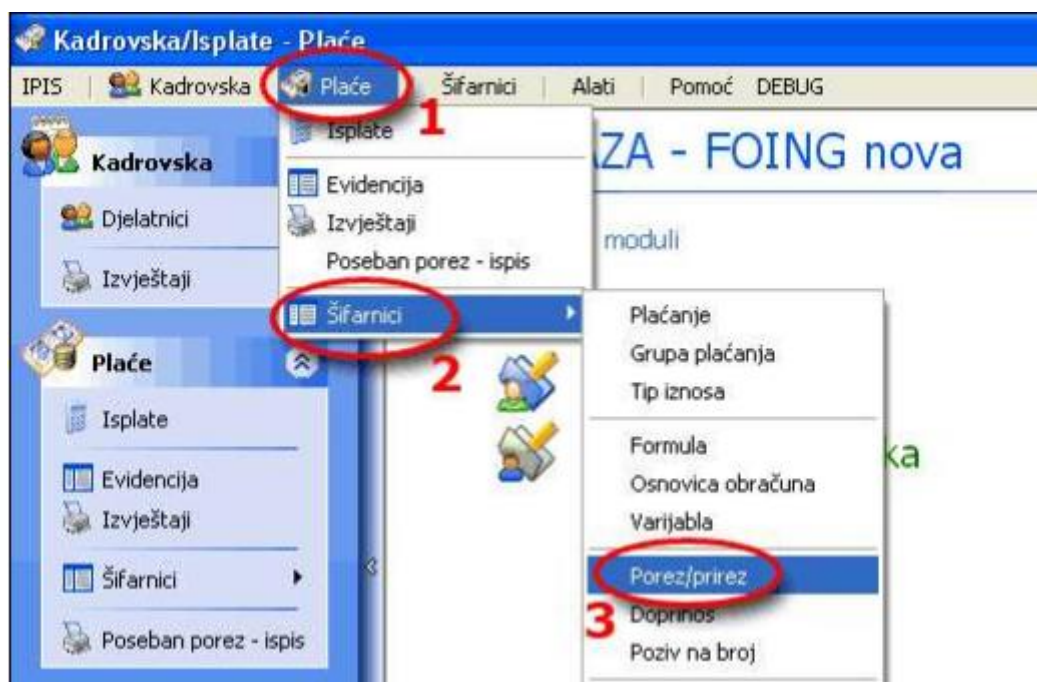 Kadrovska/Isplate - Plaće
IPIS Kadrovska Plaće Šifarnici Alati Pomoć DEBUG
1
Isplate
Evidencija
Izvještaji
Poseban porez - ispis
Šifarnici
2
Plaćanje
Grupa plaćanja
Tip iznosa
Formula
Osnovica obračuna
Varijabla
Porez/prirez
3
Doprinos
Poziv na broj
Kadrovska
Djelatnici
Izvještaji
Plaće
Isplate
Evidencija
Izvještaji
Šifarnici
Poseban porez - ispis
AZA - FOING nova
moduli
ka